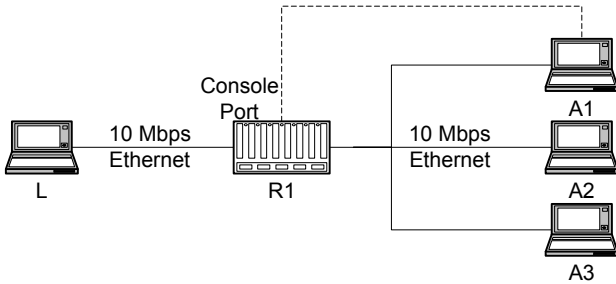 Console
Port
A1
10 Mbps
Ethernet
10 Mbps
Ethernet
L
R1
A2
A3